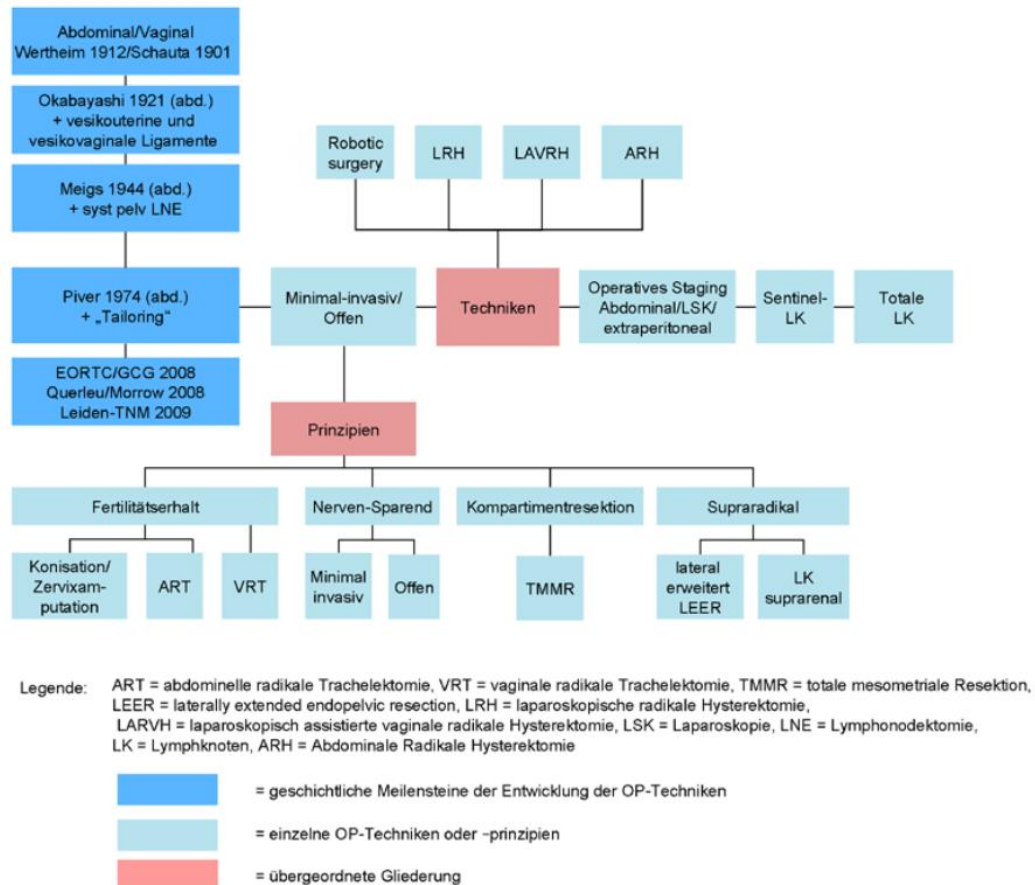 Abdominal/Vaginal
Wertheim 1912/Schauta 1901
Okabayashi 1921 (abd.)
+ vesikouterine und
vesikovaginale Ligamente
Meigs 1944 (abd.)
+ syst pelv LNE
Piver 1974 (abd.)
+ „Tailoring“
EORTC/GCG 2008
Querleu/Morrow 2008
Leiden-TNM 2009
Robotic
surgery
LRH
LAVRH
ARH
Minimal-invasiv/
Offen
Techniken
Operatives Staging
Abdominal/LSK/
extraperitoneal
Sentinel-
LK
Totale
LK
Prinzipien
Fertilitätserhalt
Nerven-Sparend
Kompartimentresektion
Supraradikal
Konisation/
Zervixam-
putation
ART
VRT
Minimal
invasiv
Offen
TMMR
lateral
erweitert
LEER
LK
suprarenal
Legende: ART = abdominelle radikale Trachelektomie, VRT = vaginale radikale Trachelektomie, TMMR = totale mesometriale Resektion,
LEER = laterally extended endopelvic resection, LRH = laparoskopische radikale Hysterektomie,
LARVH = laparoskopisch assistierte vaginale radikale Hysterektomie, LSK = Laparoskopie, LNE = Lymphonodektomie,
LK = Lymphknoten, ARH = Abdominale Radikale Hysterektomie
= geschichtliche Meilensteine der Entwicklung der OP-Techniken
= einzelne OP-Techniken oder –prinzipien
= übergeordnete Gliederung